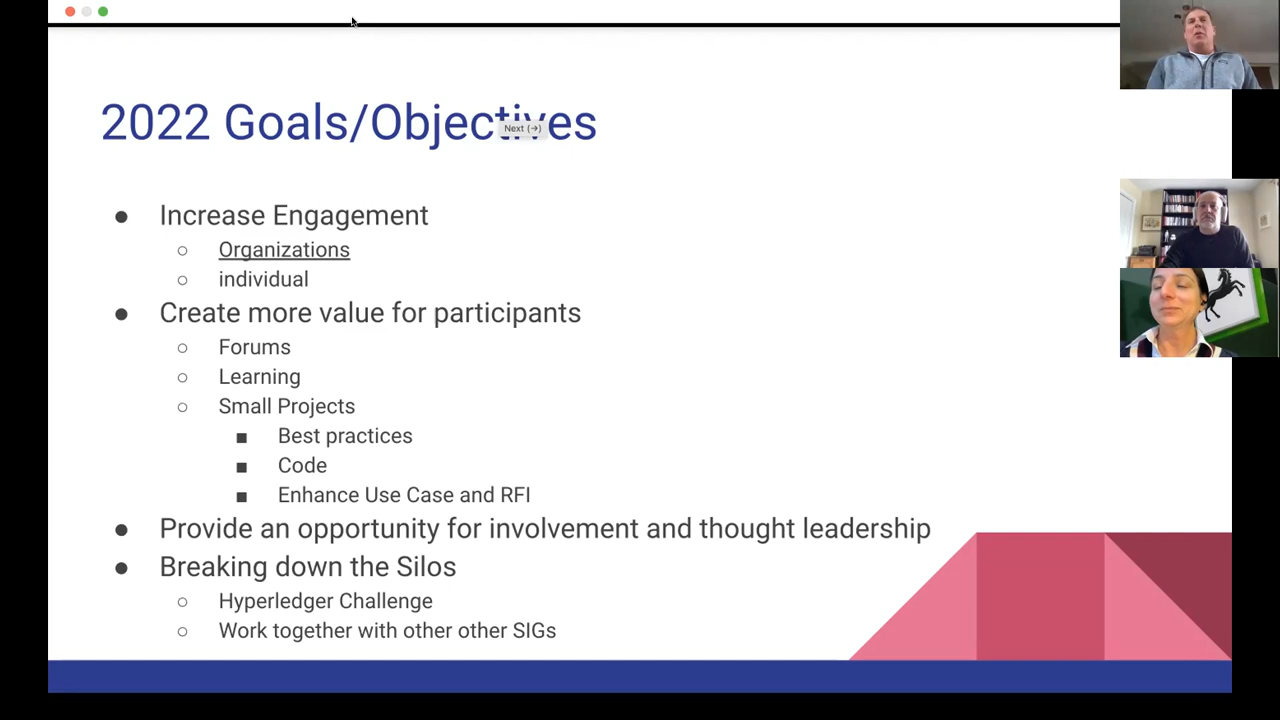 2022 Goals/Objectives
Next (→)
● Increase Engagement
○ Organizations
○ individual
● Create more value for participants
○ Forums
○ Learning
○ Small Projects
■ Best practices
■ Code
■ Enhance Use Case and RFI
● Provide an opportunity for involvement and thought leadership
● Breaking down the Silos
○ Hyperledger Challenge
○ Work together with other other SIGs